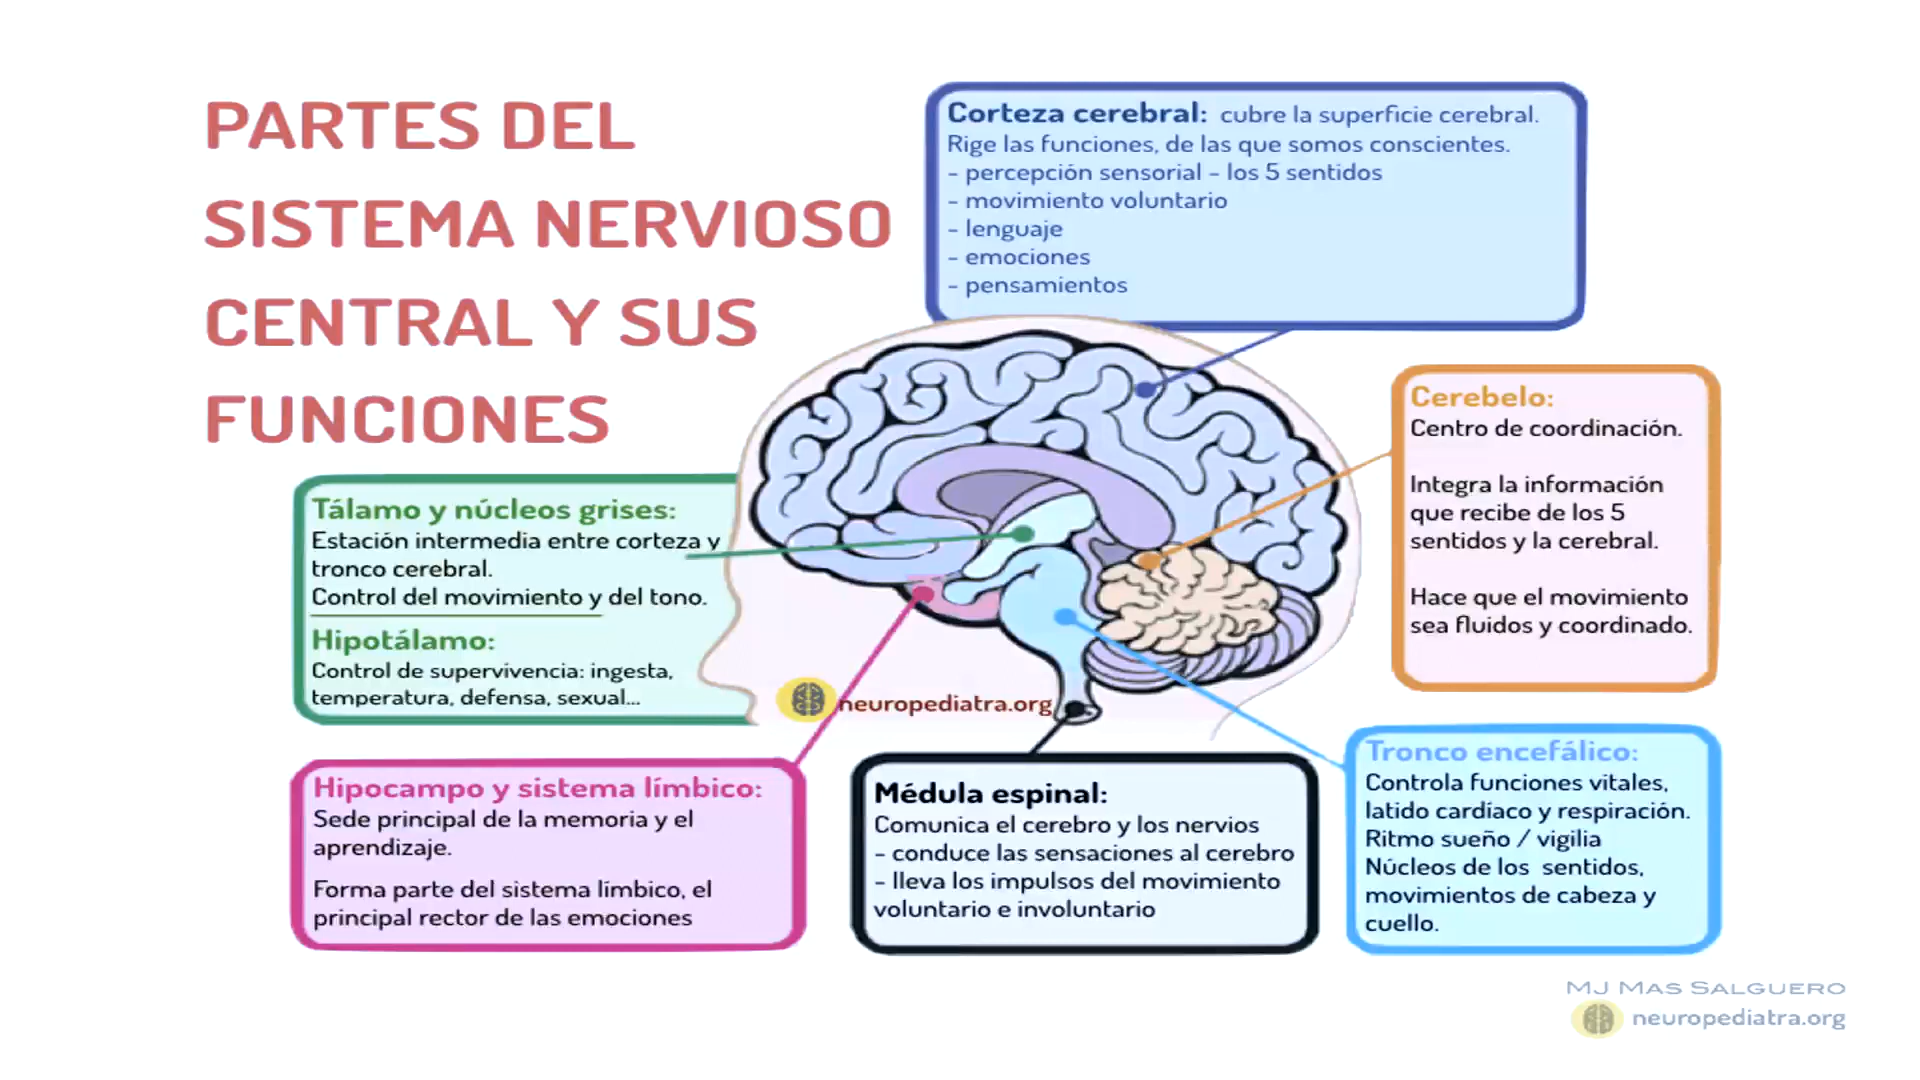 PARTES DEL
SISTEMA NERVIOSO
CENTRAL Y SUS
FUNCIONES
Corteza cerebral: cubre la superficie cerebral.
Rige las funciones, de las que somos conscientes.
- percepción sensorial - los 5 sentidos
- movimiento voluntario
- lenguaje
- emociones
- pensamientos
Cerebelo:
Centro de coordinación.
Integra la información
que recibe de los 5
sentidos y la cerebral.
Hace que el movimiento
sea fluidos y coordinado.
Tálamo y núcleos grises:
Estación intermedia entre corteza y
tronco cerebral.
Control del movimiento y del tono.
Hipotálamo:
Control de supervivencia: ingesta,
temperatura, defensa, sexual...
neuropediatra.org
Hipocampo y sistema límbico:
Sede principal de la memoria y el
aprendizaje.
Forma parte del sistema límbico, el
principal rector de las emociones
Médula espinal:
Comunica el cerebro y los nervios
- conduce las sensaciones al cerebro
- lleva los impulsos del movimiento
voluntario e involuntario
Tronco encefálico:
Controla funciones vitales,
latido cardíaco y respiración.
Ritmo sueño / vigilia
Núcleos de los sentidos,
movimientos de cabeza y
cuello.
MJ MAS SALGUERO
neuropediatra.org